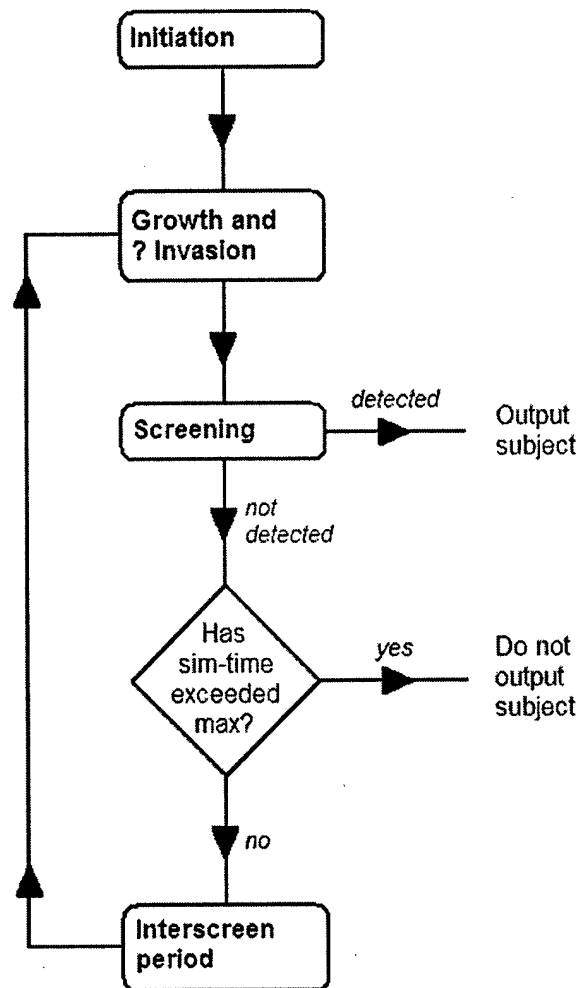 Initiation
Growth and
? Invasion
Screening
detected
Output
subject
not
detected
Has
sim-time
exceeded
max?
yes
Do not
output
subject
no
Interscreen
period